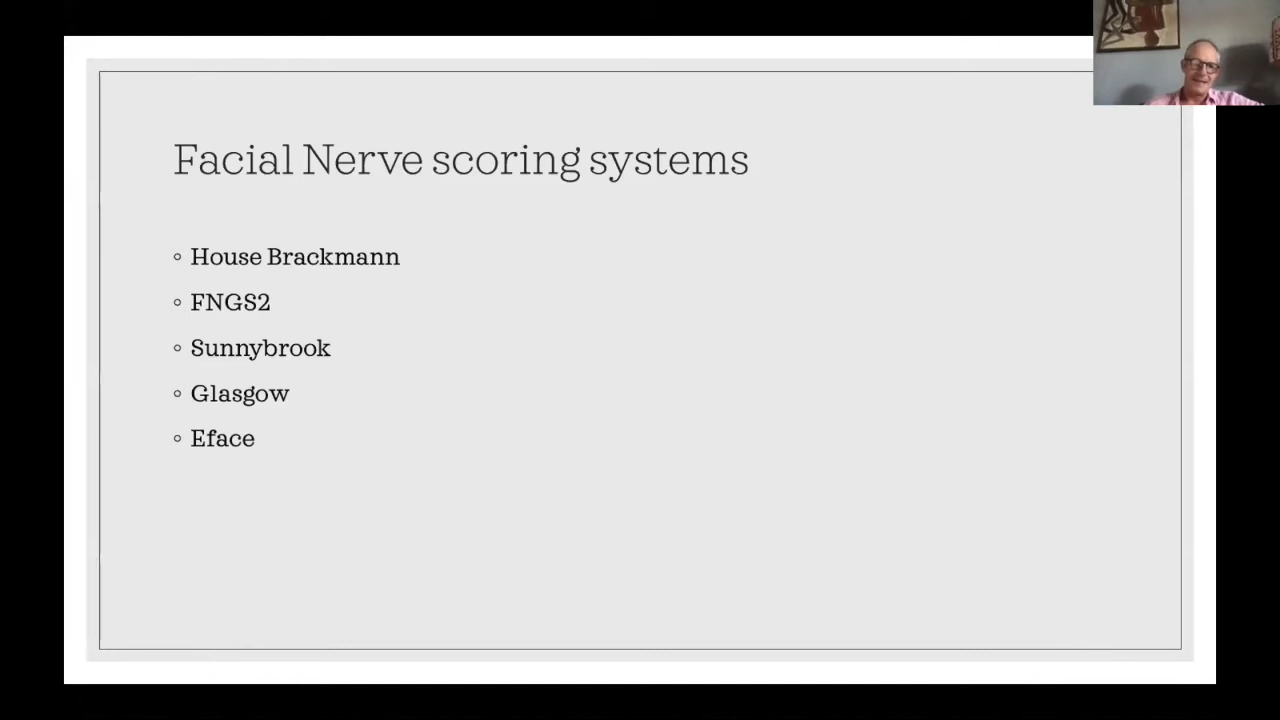 Facial Nerve scoring systems
House Brackmann
FNGS2
Sunnybrook
Glasgow
Eface